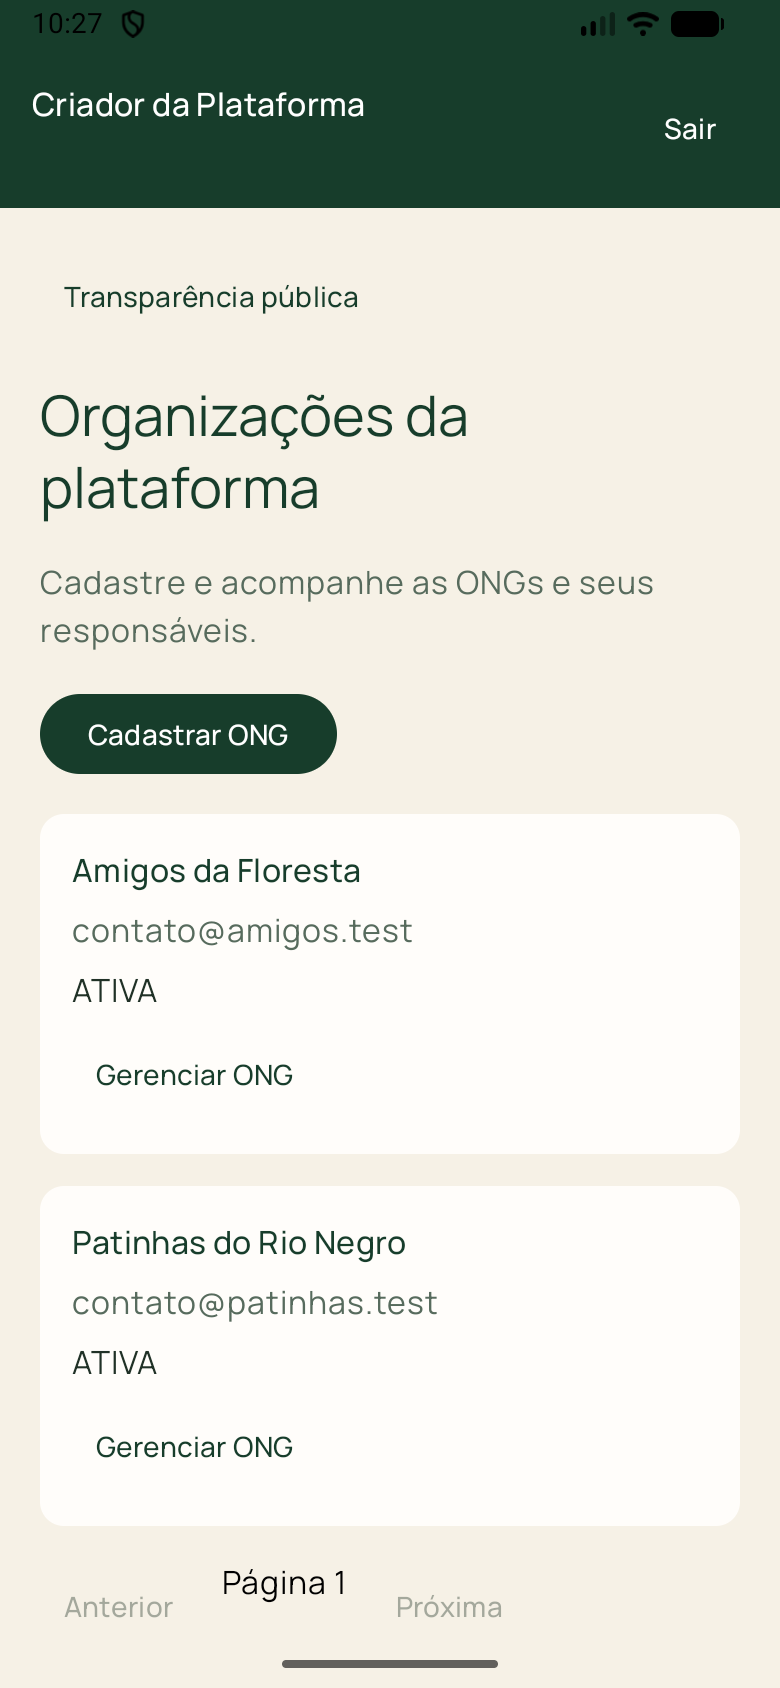 10:27
Criador da Plataforma
Sair
Transparência pública
Organizações da
plataforma
Cadastre e acompanhe as ONGs e seus
responsáveis.
Cadastrar ONG
Amigos da Floresta
contato@amigos.test
ATIVA
Gerenciar ONG
Patinhas do Rio Negro
contato@patinhas.test
ATIVA
Gerenciar ONG
Anterior
Página 1
Próxima